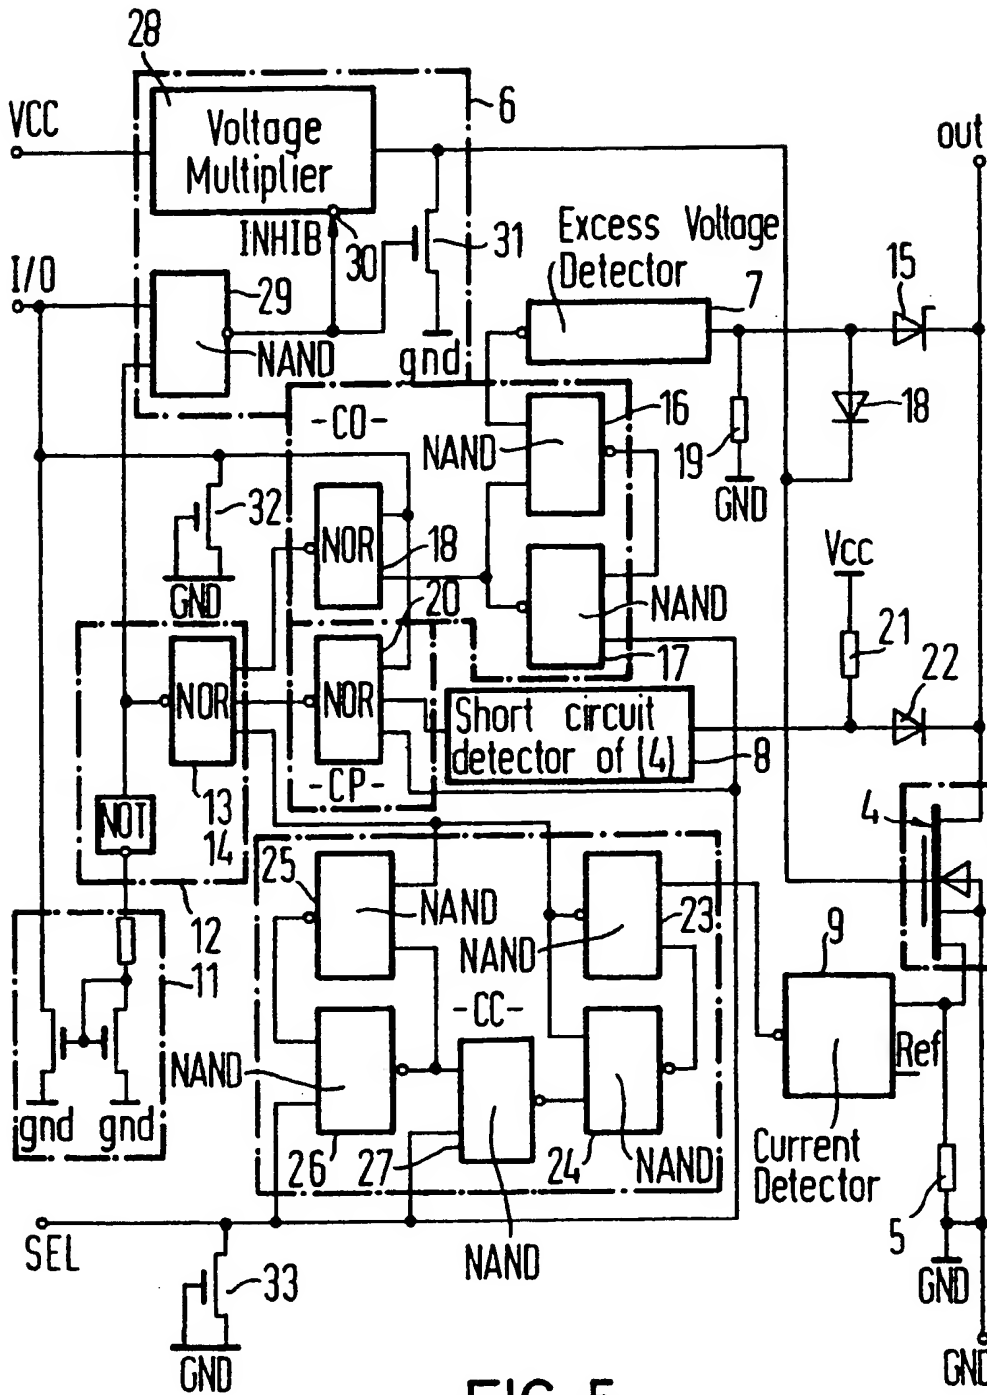 28
6
VCC
Voltage
Multiplier
out
INHIB
30
31
Excess Voltage
Detector
7
15
I/O
29
NAND
gnd
-CO-
16
NAND
18
19
GND
32
NOR
18
Vcc
GND
20
NAND
21
17
22
NOR
NOR
Short circuit
detector of (4)
8
-CP-
13
14
4
NOT
25
NAND
23
NAND
12
11
9
-CC-
NAND
Ref
gnd
gnd
26
27
24
NAND
Current
Detector
5
SEL
NAND
33
GND
GND
GND
FIG. 5